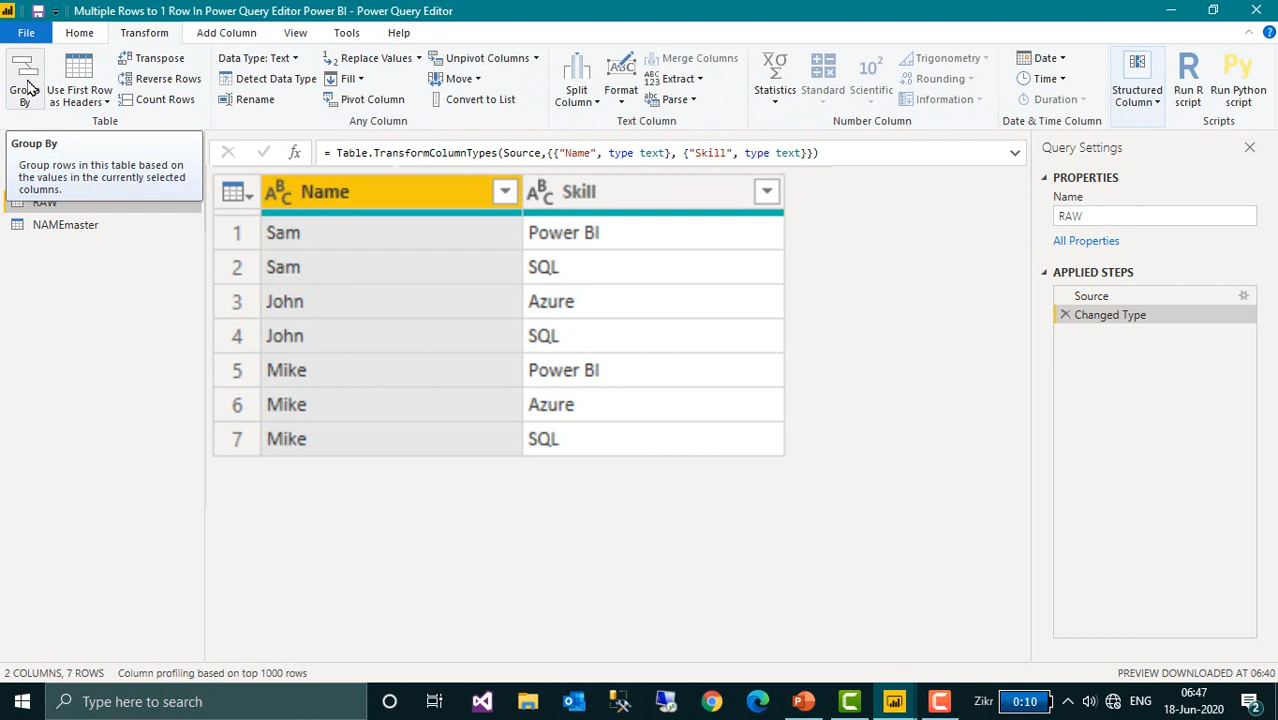 Multiple Rows to 1 Row In Power Query Editor Power BI - Power Query Editor
File Home Transform Add Column View Tools Help
Group By
Use First Row as Headers
Transpose
Reverse Rows
Count Rows
Table
Data Type: Text
Detect Data Type
Rename
Replace Values
Fill
Pivot Column
Unpivot Columns
Move
Convert to List
Any Column
Split Column
Format
Merge Columns
Extract
Parse
Text Column
Statistics
Standard
Scientific
Trigonometry
Rounding
Information
Number Column
Date
Time
Duration
Date & Time Column
Structured Column
Run R script
Run Python script
Scripts
Group By
Group rows in this table based on
the values in the currently selected
columns.
RAW
NAMEmaster
= Table.TransformColumnTypes(Source,{{"Name", type text}, {"Skill", type text}})
Name Skill
1 Sam Power BI
2 Sam SQL
3 John Azure
4 John SQL
5 Mike Power BI
6 Mike Azure
7 Mike SQL
Query Settings
PROPERTIES
Name
RAW
All Properties
APPLIED STEPS
Source
Changed Type
2 COLUMNS, 7 ROWS Column profiling based on top 1000 rows
PREVIEW DOWNLOADED AT 06:40
Type here to search
Zikr 0:10 ENG
06:47
18-Jun-2020
2